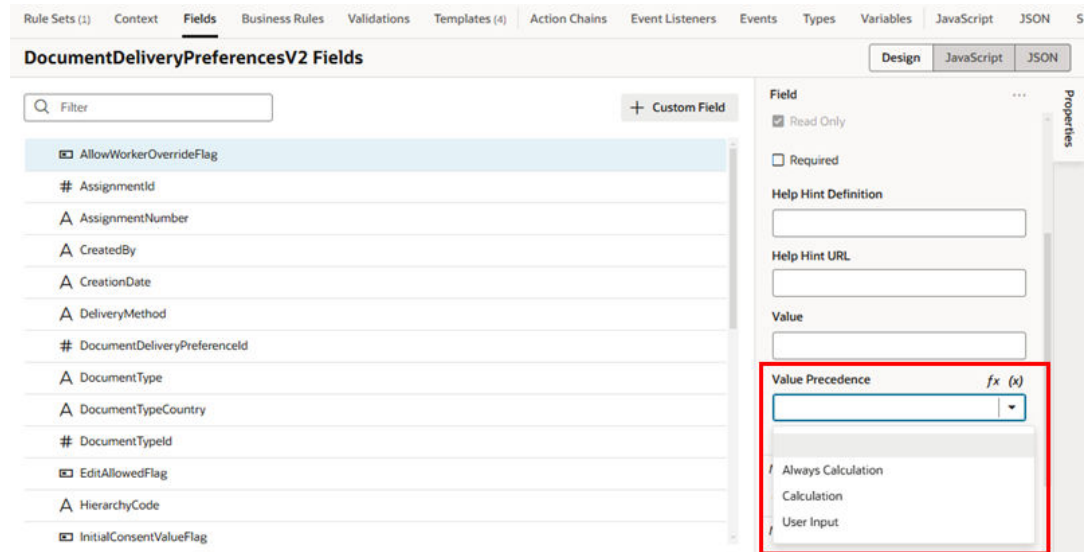 Rule Sets (1) Context Fields Business Rules Validations Templates (4) Action Chains Event Listeners Events Types Variables JavaScript JSON S
DocumentDeliveryPreferencesV2 Fields
Design JavaScript JSON
Filter
+ Custom Field
AllowWorkerOverrideFlag
# AssignmentId
A AssignmentNumber
A CreatedBy
A CreationDate
A DeliveryMethod
# DocumentDeliveryPreferenceId
A DocumentType
A DocumentTypeCountry
# DocumentTypeId
EditAllowedFlag
A HierarchyCode
InitialConsentValueFlag
Field
Read Only
Required
Help Hint Definition
Help Hint URL
Value
Value Precedence fx (x)
Always Calculation
Calculation
User Input
Properties